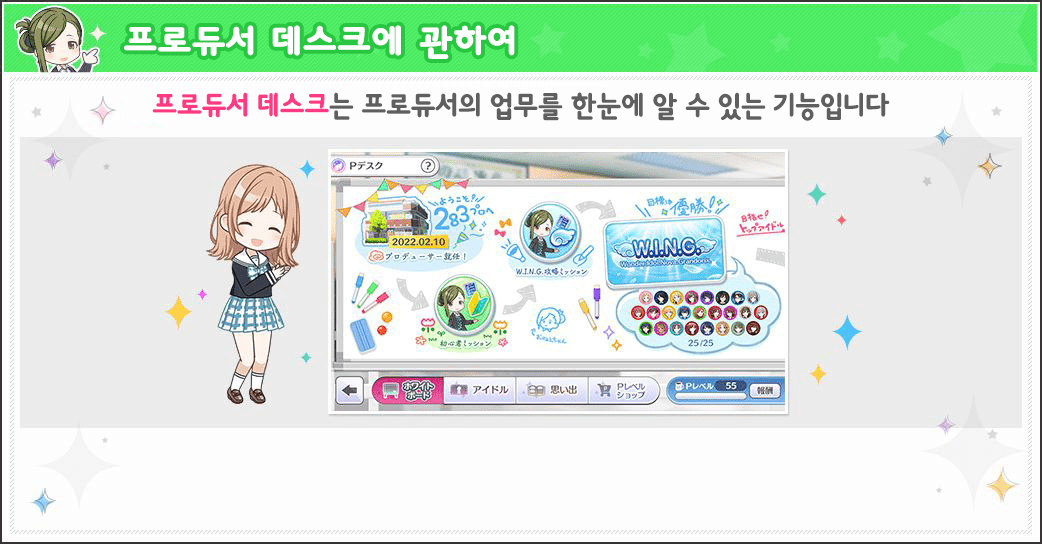 프로듀서 데스크에 관하여
프로듀서 데스크는 프로듀서의 업무를 한눈에 알 수 있는 기능입니다
Pデスク ?
ようこそ!
283プロへ
2022.02.10
プロデューサー就任!
W.I.N.G.攻略ミッション
初心者ミッション
目標は
優勝!
目指せ!
トップアイドル
W.I.N.G.
Wonder Idol Nova Grandprix
25/25
ホワイト
ボード
アイドル
思い出
Pレベル
ショップ
Pレベル 55
報酬